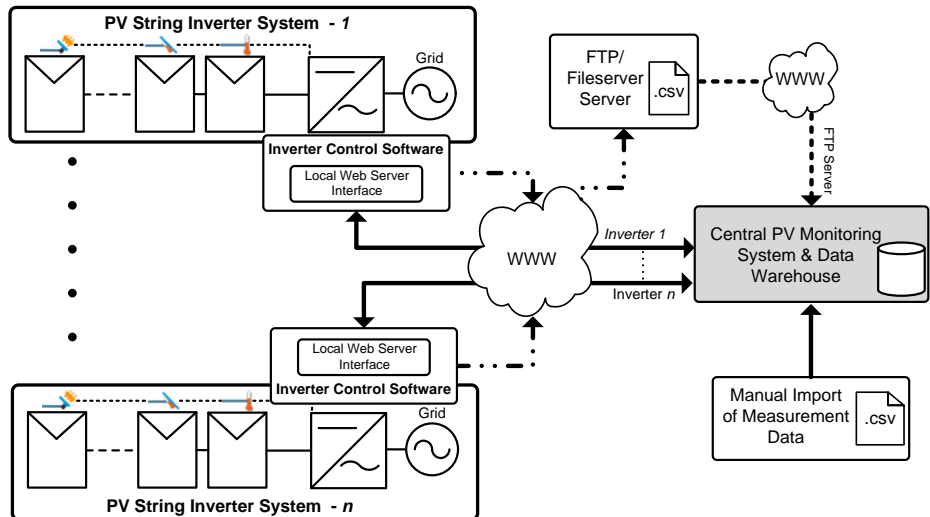 PV String Inverter System - 1
Grid
Inverter Control Software
Local Web Server
Interface
FTP/
Fileserver
Server
.csv
WWW
FTP Server
WWW
Inverter 1
Inverter n
Central PV Monitoring
System & Data
Warehouse
Local Web Server
Interface
Inverter Control Software
Manual Import
of Measurement
Data
.csv
Grid
PV String Inverter System - n